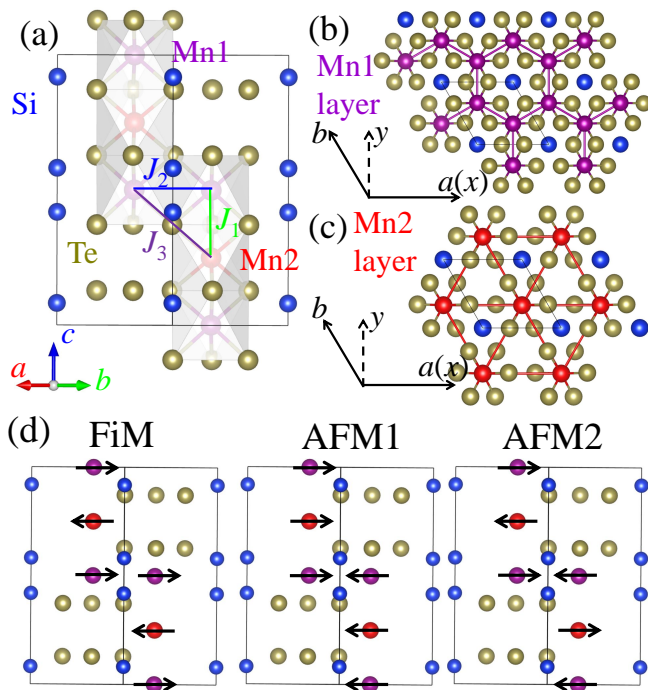 (a)
Mn1
Si
J2
J1
J3
Te
Mn2
c
a
b
(b)
Mn1
layer
b
y
a(x)
(c)
Mn2
layer
b
y
a(x)
(d)
FiM
AFM1
AFM2